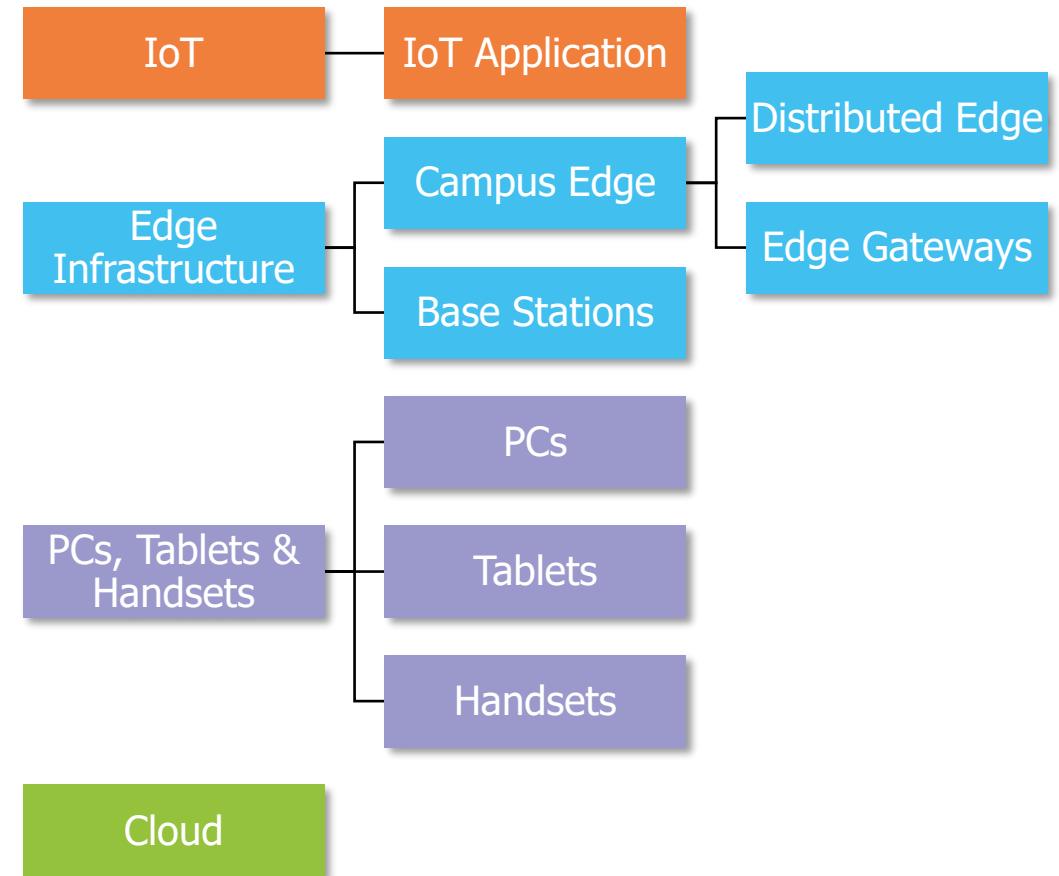 IoT
IoT Application
Distributed Edge
Campus Edge
Edge
Infrastructure
Edge Gateways
Base Stations
PCs
PCs, Tablets &
Handsets
Tablets
Handsets
Cloud